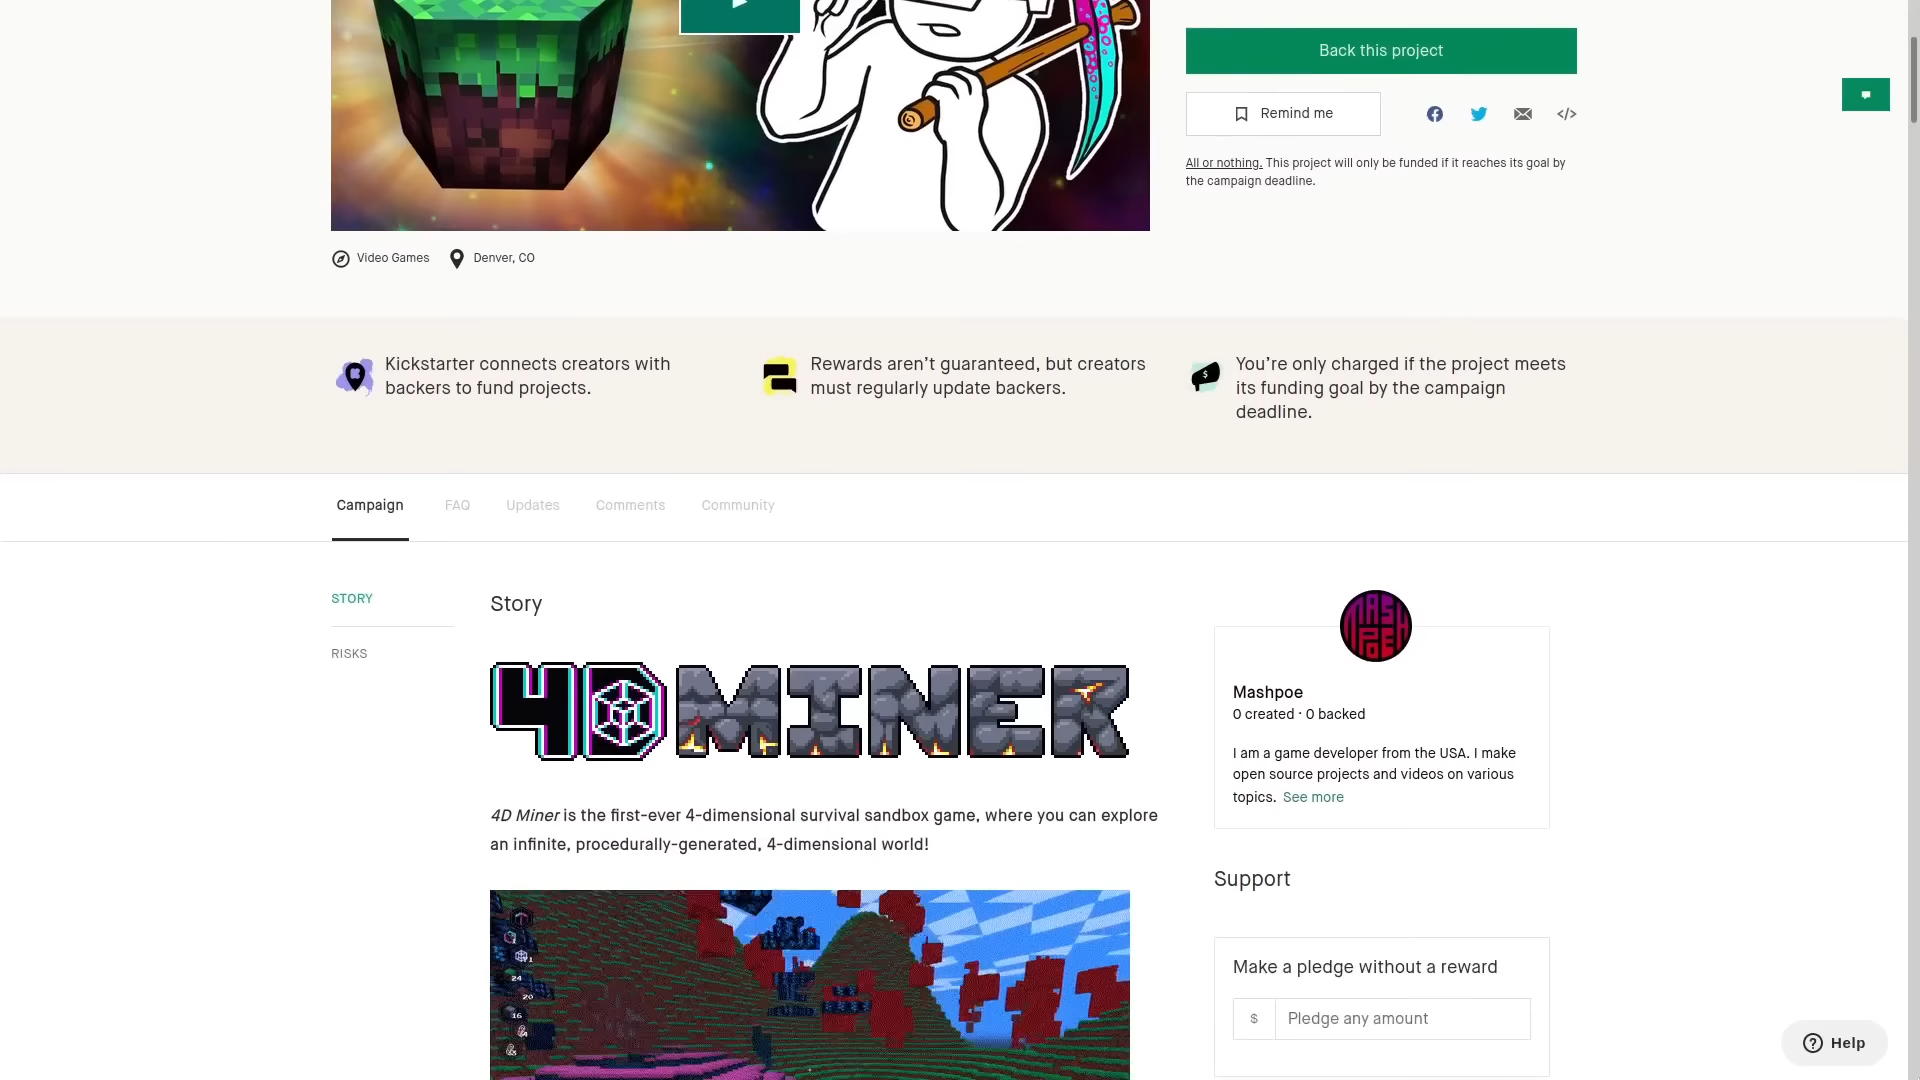 Back this project
Remind me
All or nothing. This project will only be funded if it reaches its goal by
the campaign deadline.
Video Games
Denver, CO
Kickstarter connects creators with
backers to fund projects.
Rewards aren’t guaranteed, but creators
must regularly update backers.
You’re only charged if the project meets
its funding goal by the campaign
deadline.
Campaign
FAQ
Updates
Comments
Community
STORY
RISKS
Story
4D MINER
4D Miner is the first-ever 4-dimensional survival sandbox game, where you can explore
an infinite, procedurally-generated, 4-dimensional world!
24
20
16
MASHPOE
Mashpoe
0 created · 0 backed
I am a game developer from the USA. I make
open source projects and videos on various
topics. See more
Support
Make a pledge without a reward
$
Pledge any amount
Help